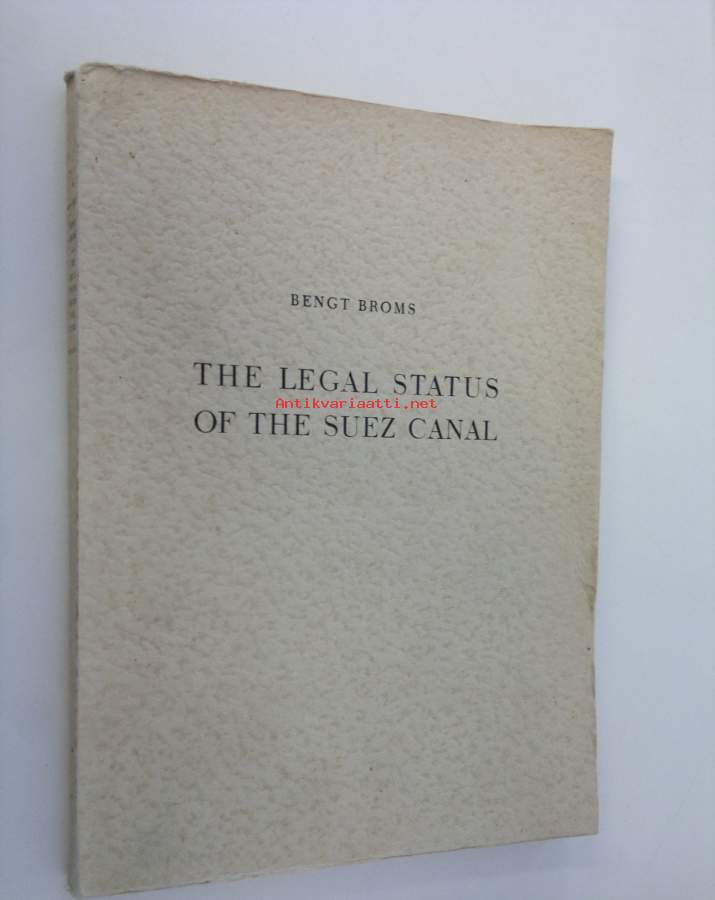 BENGT BROMS
THE LEGAL STATUS
Antikvariaatti.net
OF THE SUEZ CANAL